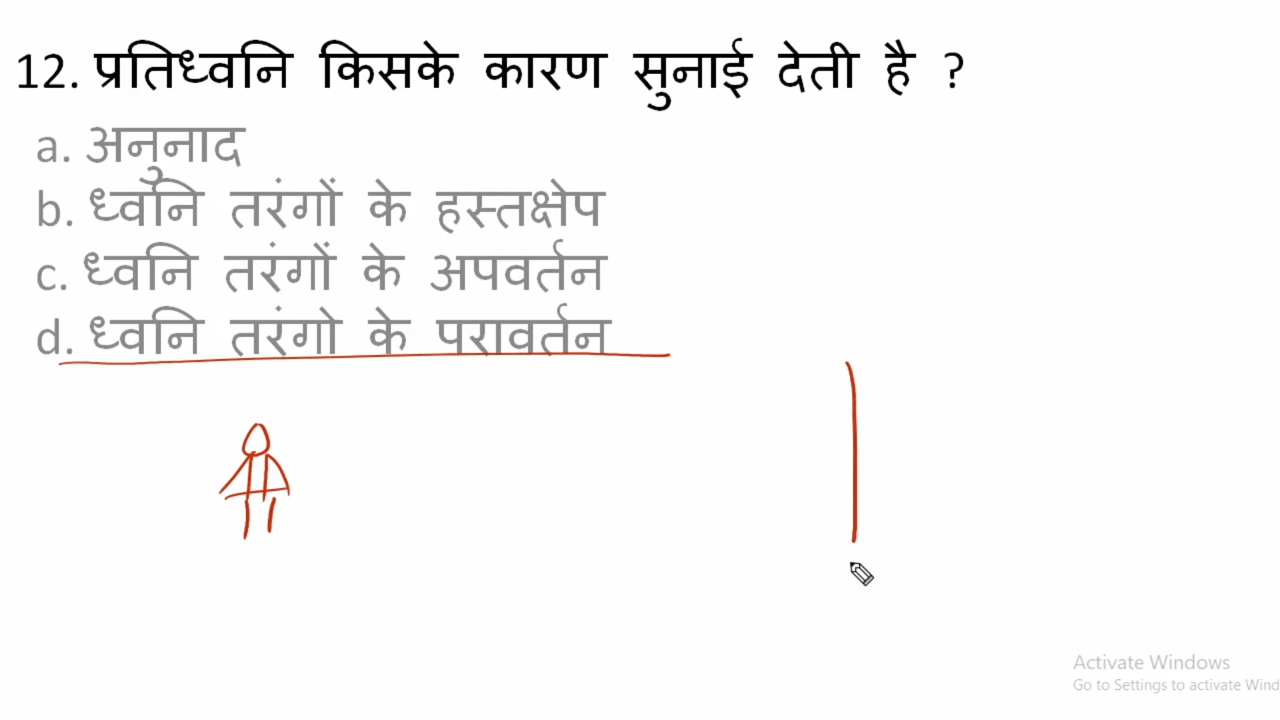 12. प्रतिध्वनि किसके कारण सुनाई देती है ?
a. अनुनाद
b. ध्वनि तरंगों के हस्तक्षेप
c. ध्वनि तरंगों के अपवर्तन
d. ध्वनि तरंगो के परावर्तन
Activate Windows
Go to Settings to activate Wind